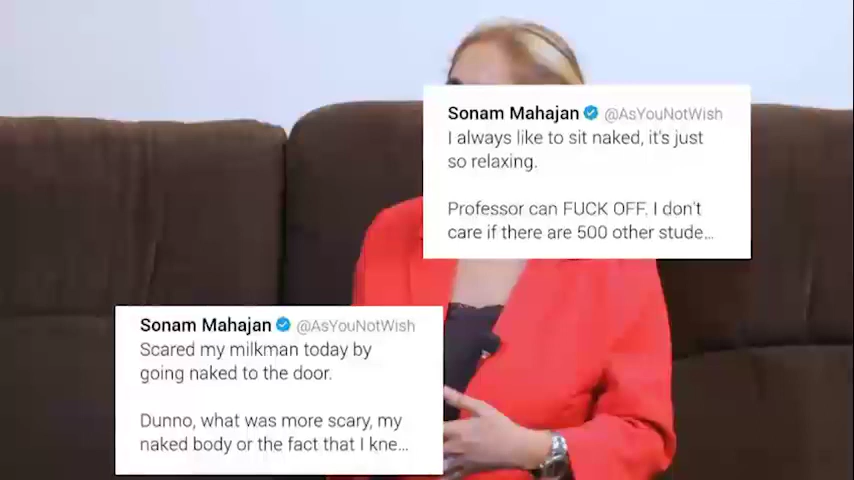 Sonam Mahajan @AsYouNotWish
I always like to sit naked, it's just
so relaxing.
Professor can FUCK OFF. I don't
care if there are 500 other stude...
Sonam Mahajan @AsYouNotWish
Scared my milkman today by
going naked to the door.
Dunno, what was more scary, my
naked body or the fact that I kne...